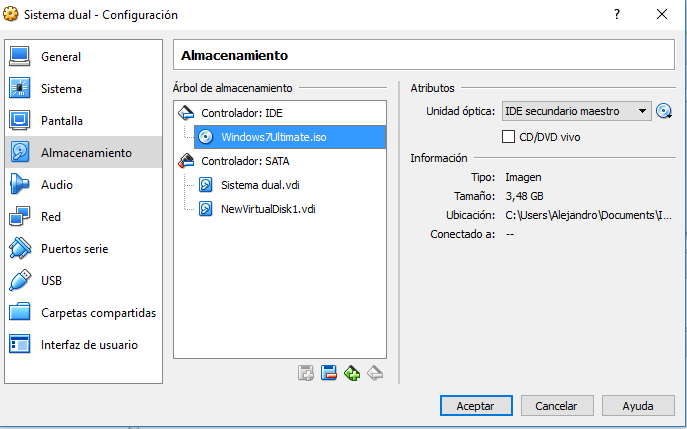 Sistema dual - Configuración
?
General
Sistema
Pantalla
Almacenamiento
Audio
Red
Puertos serie
USB
Carpetas compartidas
Interfaz de usuario
Almacenamiento
Árbol de almacenamiento
Controlador: IDE
Windows7Ultimate.iso
Controlador: SATA
Sistema dual.vdi
NewVirtualDisk1.vdi
Atributos
Unidad óptica: IDE secundario maestro
CD/DVD vivo
Información
Tipo: Imagen
Tamaño: 3,48 GB
Ubicación: C:\Users\Alejandro\Documents\I...
Conectado a: --
Aceptar Cancelar Ayuda